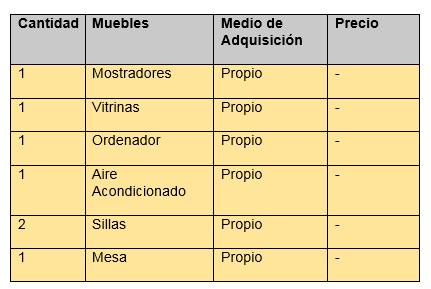 Cantidad Muebles Medio de Adquisición Precio
1 Mostradores Propio -
1 Vitrinas Propio -
1 Ordenador Propio -
1 Aire Acondicionado Propio -
2 Sillas Propio -
1 Mesa Propio -